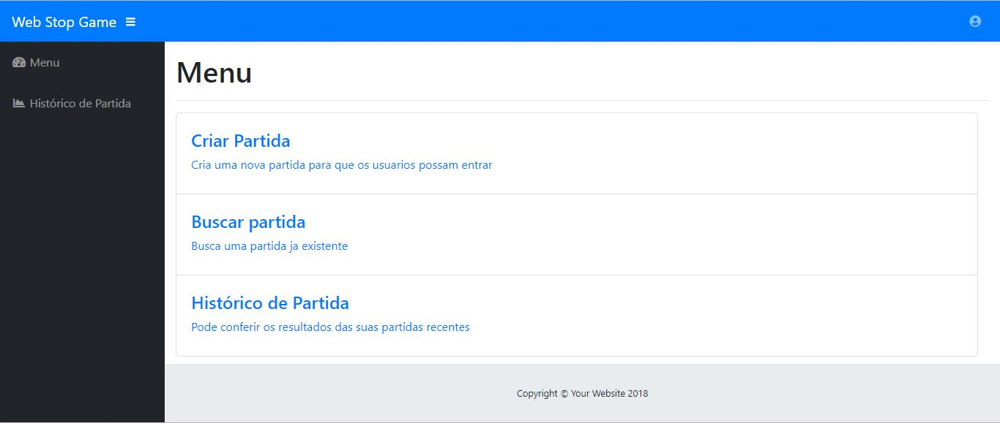 Web Stop Game
Menu
Histórico de Partida
Menu
Criar Partida
Cria uma nova partida para que os usuarios possam entrar
Buscar partida
Busca uma partida ja existente
Histórico de Partida
Pode conferir os resultados das suas partidas recentes
Copyright © Your Website 2018